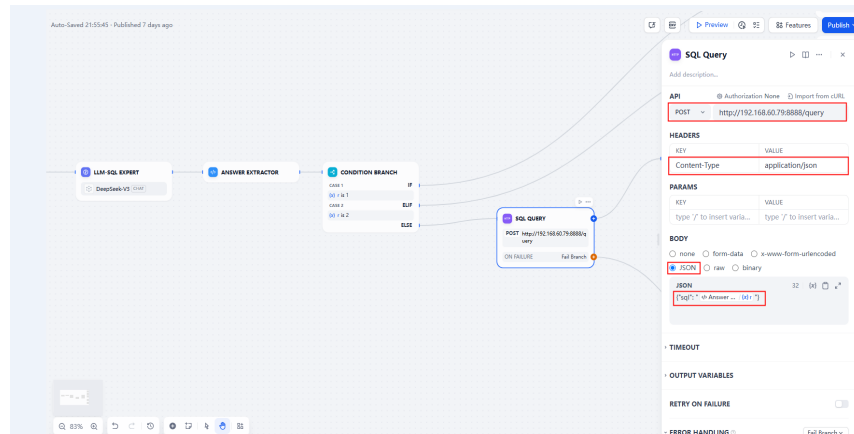 Auto-Saved 21:55:45 · Published 7 days ago
Preview
Features
Publish
LLM-SQL EXPERT
DeepSeek-V3 CHAT
ANSWER EXTRACTOR
CONDITION BRANCH
CASE 1 IF
{x} r is 1
CASE 2 ELIF
{x} r is 2
ELSE
SQL QUERY
POST http://192.168.60.79:8888/q
uery
ON FAILURE Fail Branch
83%
SQL Query
Add description...
API Authorization None Import from cURL
POST http://192.168.60.79:8888/query
HEADERS
KEY VALUE
Content-Type application/json
PARAMS
KEY VALUE
type '/' to insert varia... type '/' to insert varia...
BODY
none form-data x-www-form-urlencoded
JSON raw binary
JSON 32 {x}
{"sql": " Answer ... {x} r "}
TIMEOUT
OUTPUT VARIABLES
RETRY ON FAILURE
ERROR HANDLING Fail Branch